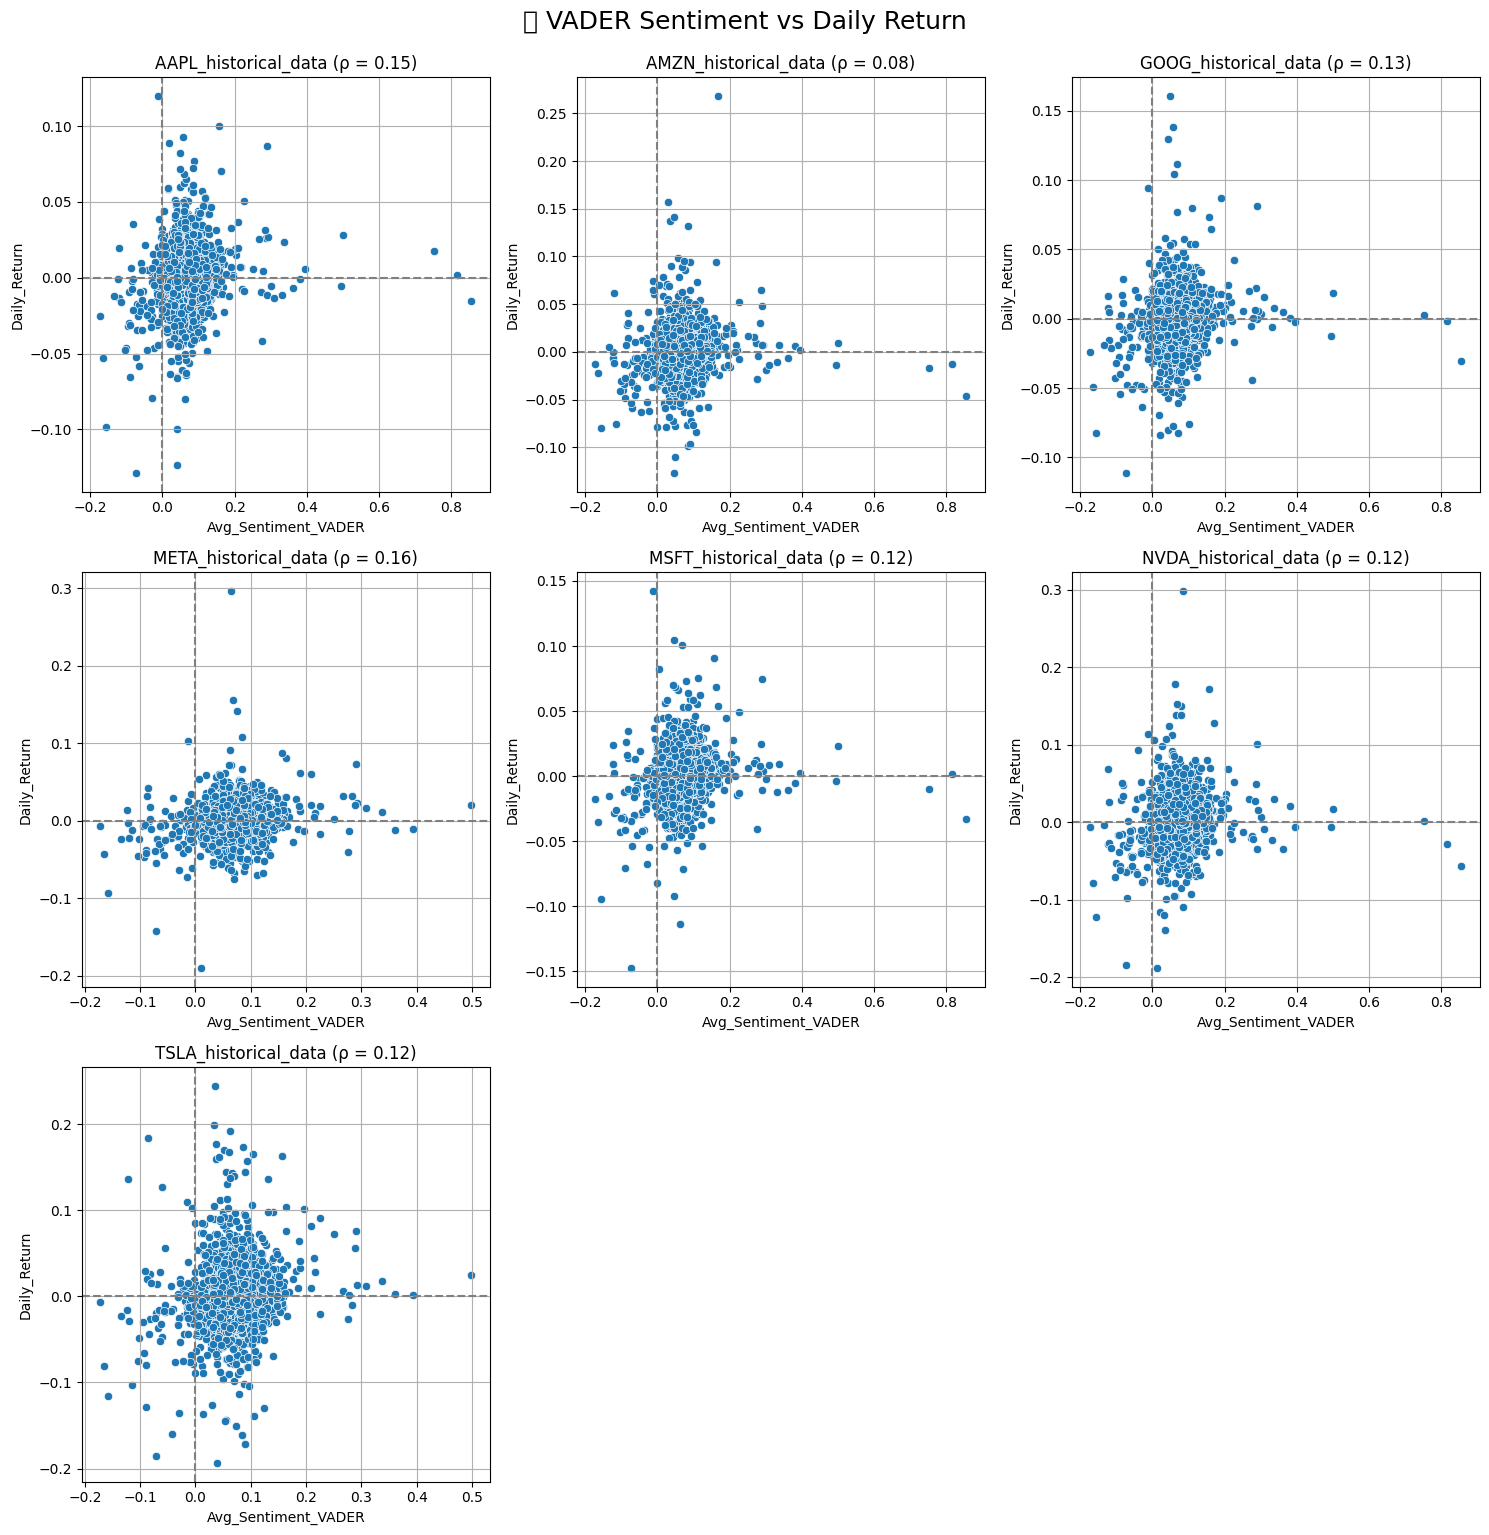 VADER Sentiment vs Daily Return
AAPL_historical_data (ρ = 0.15)
AMZN_historical_data (ρ = 0.08)
GOOG_historical_data (ρ = 0.13)
Daily_Return
0.10
0.05
0.00
−0.05
−0.10
−0.2 0.0 0.2 0.4 0.6 0.8
Avg_Sentiment_VADER
Daily_Return
0.25
0.20
0.15
0.10
0.05
0.00
−0.05
−0.10
−0.2 0.0 0.2 0.4 0.6 0.8
Avg_Sentiment_VADER
Daily_Return
0.15
0.10
0.05
0.00
−0.05
−0.10
−0.2 0.0 0.2 0.4 0.6 0.8
Avg_Sentiment_VADER
META_historical_data (ρ = 0.16)
MSFT_historical_data (ρ = 0.12)
NVDA_historical_data (ρ = 0.12)
Daily_Return
0.3
0.2
0.1
0.0
−0.1
−0.2
−0.2 −0.1 0.0 0.1 0.2 0.3 0.4 0.5
Avg_Sentiment_VADER
Daily_Return
0.15
0.10
0.05
0.00
−0.05
−0.10
−0.15
−0.2 0.0 0.2 0.4 0.6 0.8
Avg_Sentiment_VADER
Daily_Return
0.3
0.2
0.1
0.0
−0.1
−0.2
−0.2 0.0 0.2 0.4 0.6 0.8
Avg_Sentiment_VADER
TSLA_historical_data (ρ = 0.12)
Daily_Return
0.2
0.1
0.0
−0.1
−0.2
−0.2 −0.1 0.0 0.1 0.2 0.3 0.4 0.5
Avg_Sentiment_VADER